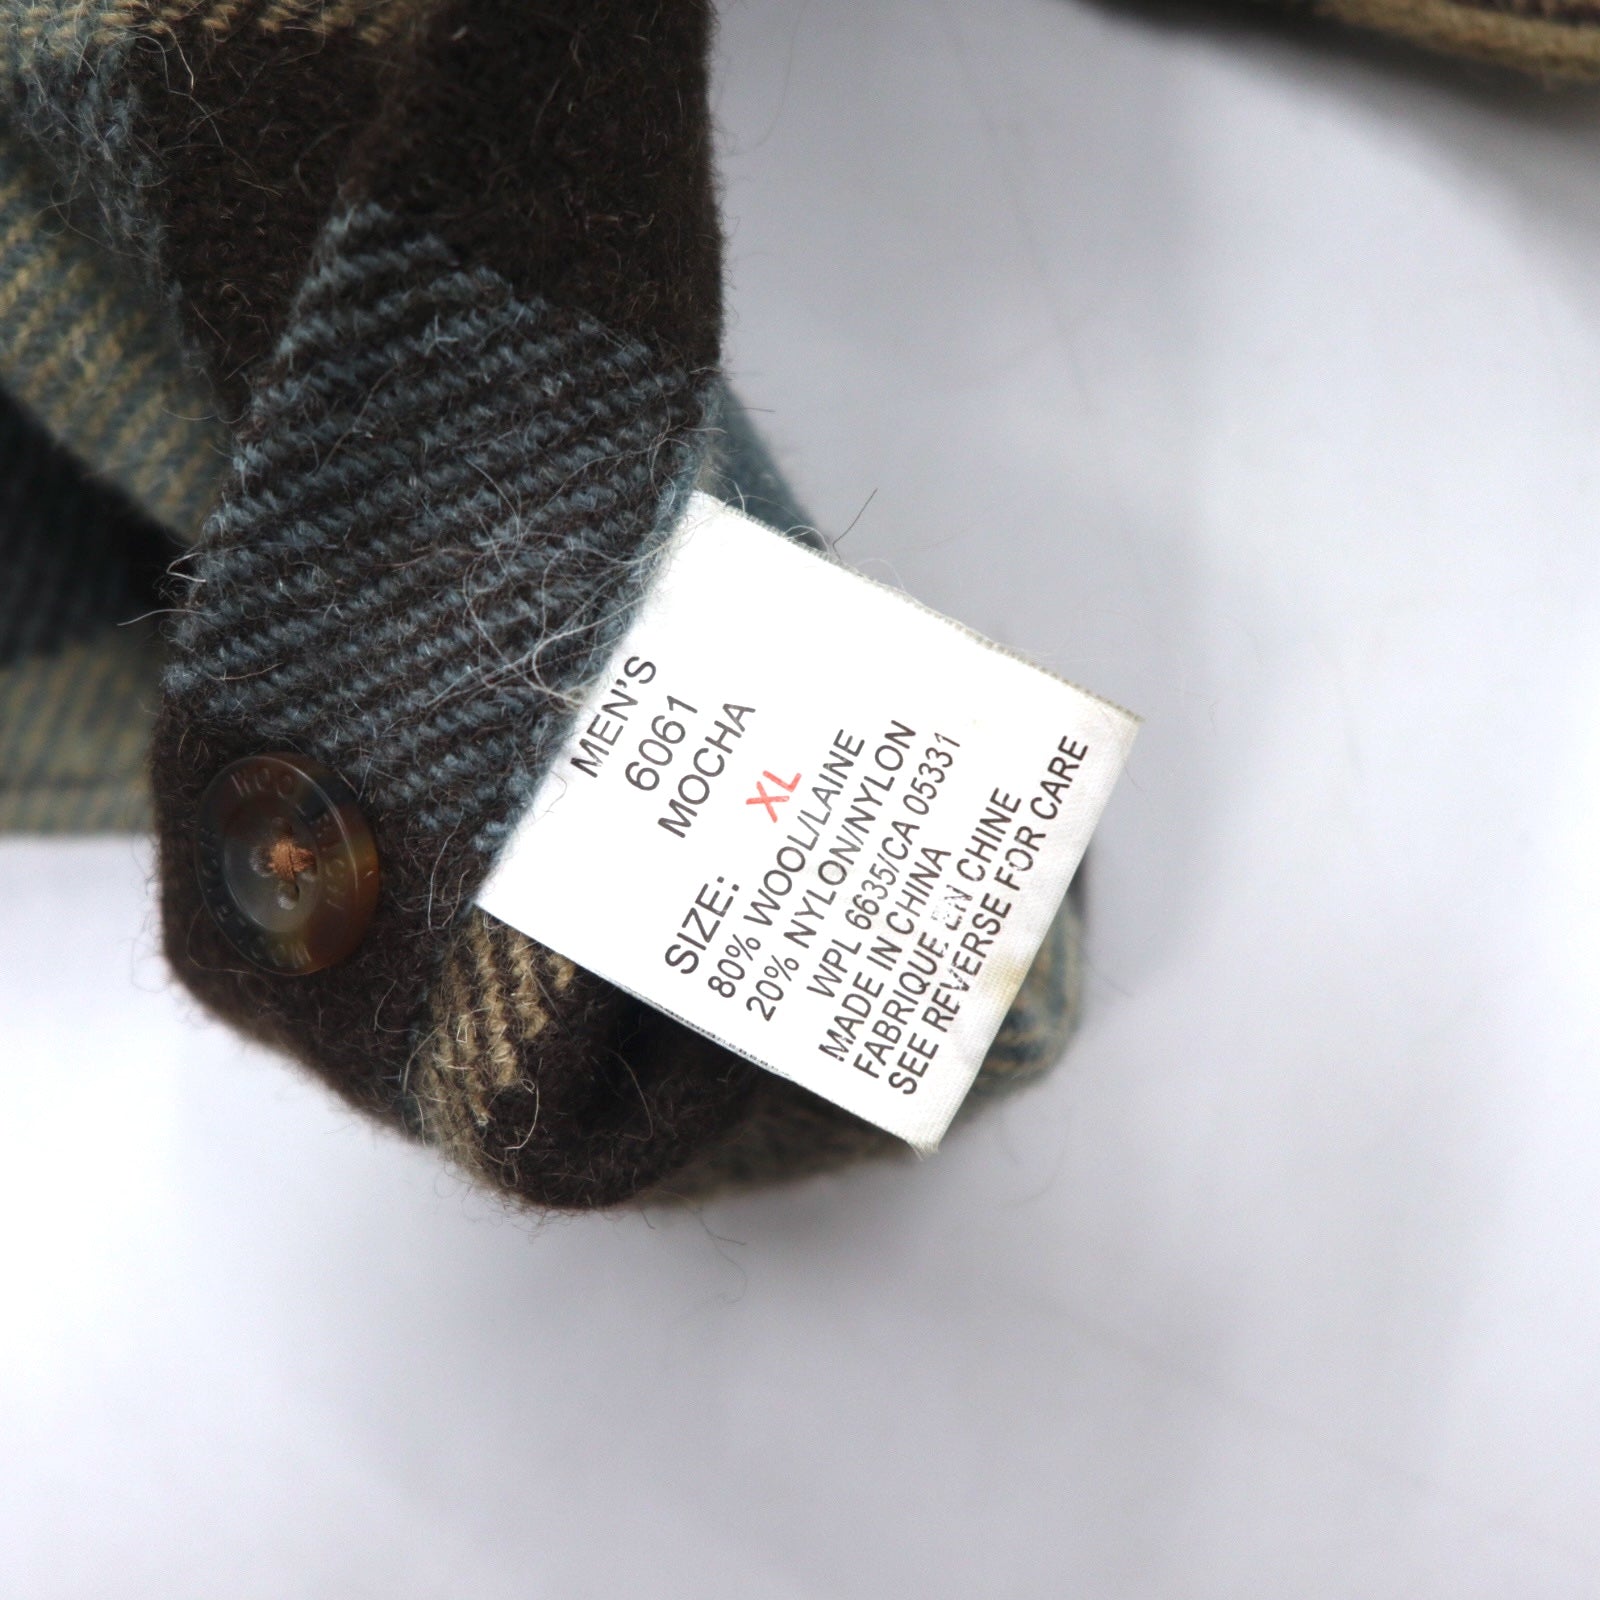 MEN'S
6061
MOCHA
SIZE: XL
80% WOOL/LAINE
20% NYLON/NYLON
WPL 6635/CA 05331
MADE IN CHINA
FABRIQUE EN CHINE
SEE REVERSE FOR CARE